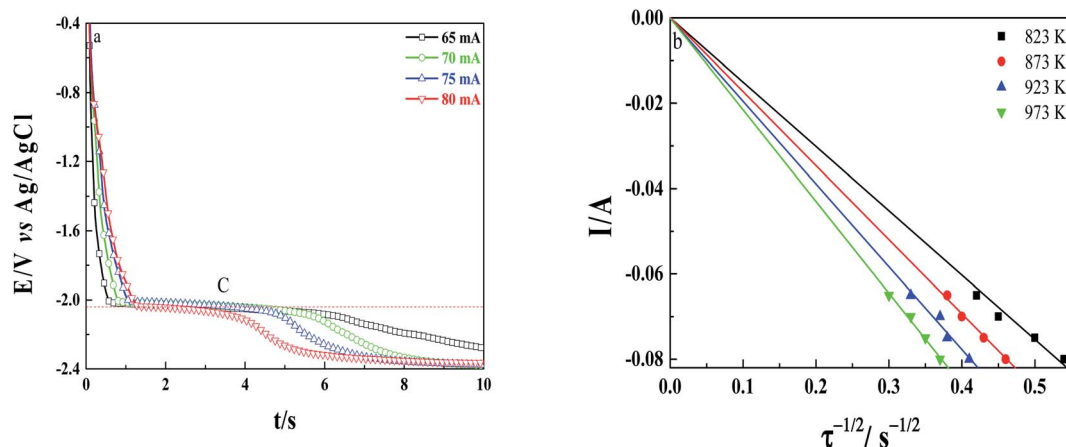 a
65 mA
70 mA
75 mA
80 mA
C
-0.4
-0.8
-1.2
-1.6
-2.0
-2.4
E/V vs Ag/AgCl
0
2
4
6
8
10
t/s
b
823 K
873 K
923 K
973 K
0.00
-0.02
-0.04
-0.06
-0.08
I/A
0.0
0.1
0.2
0.3
0.4
0.5
τ⁻¹/²/ s⁻¹/²